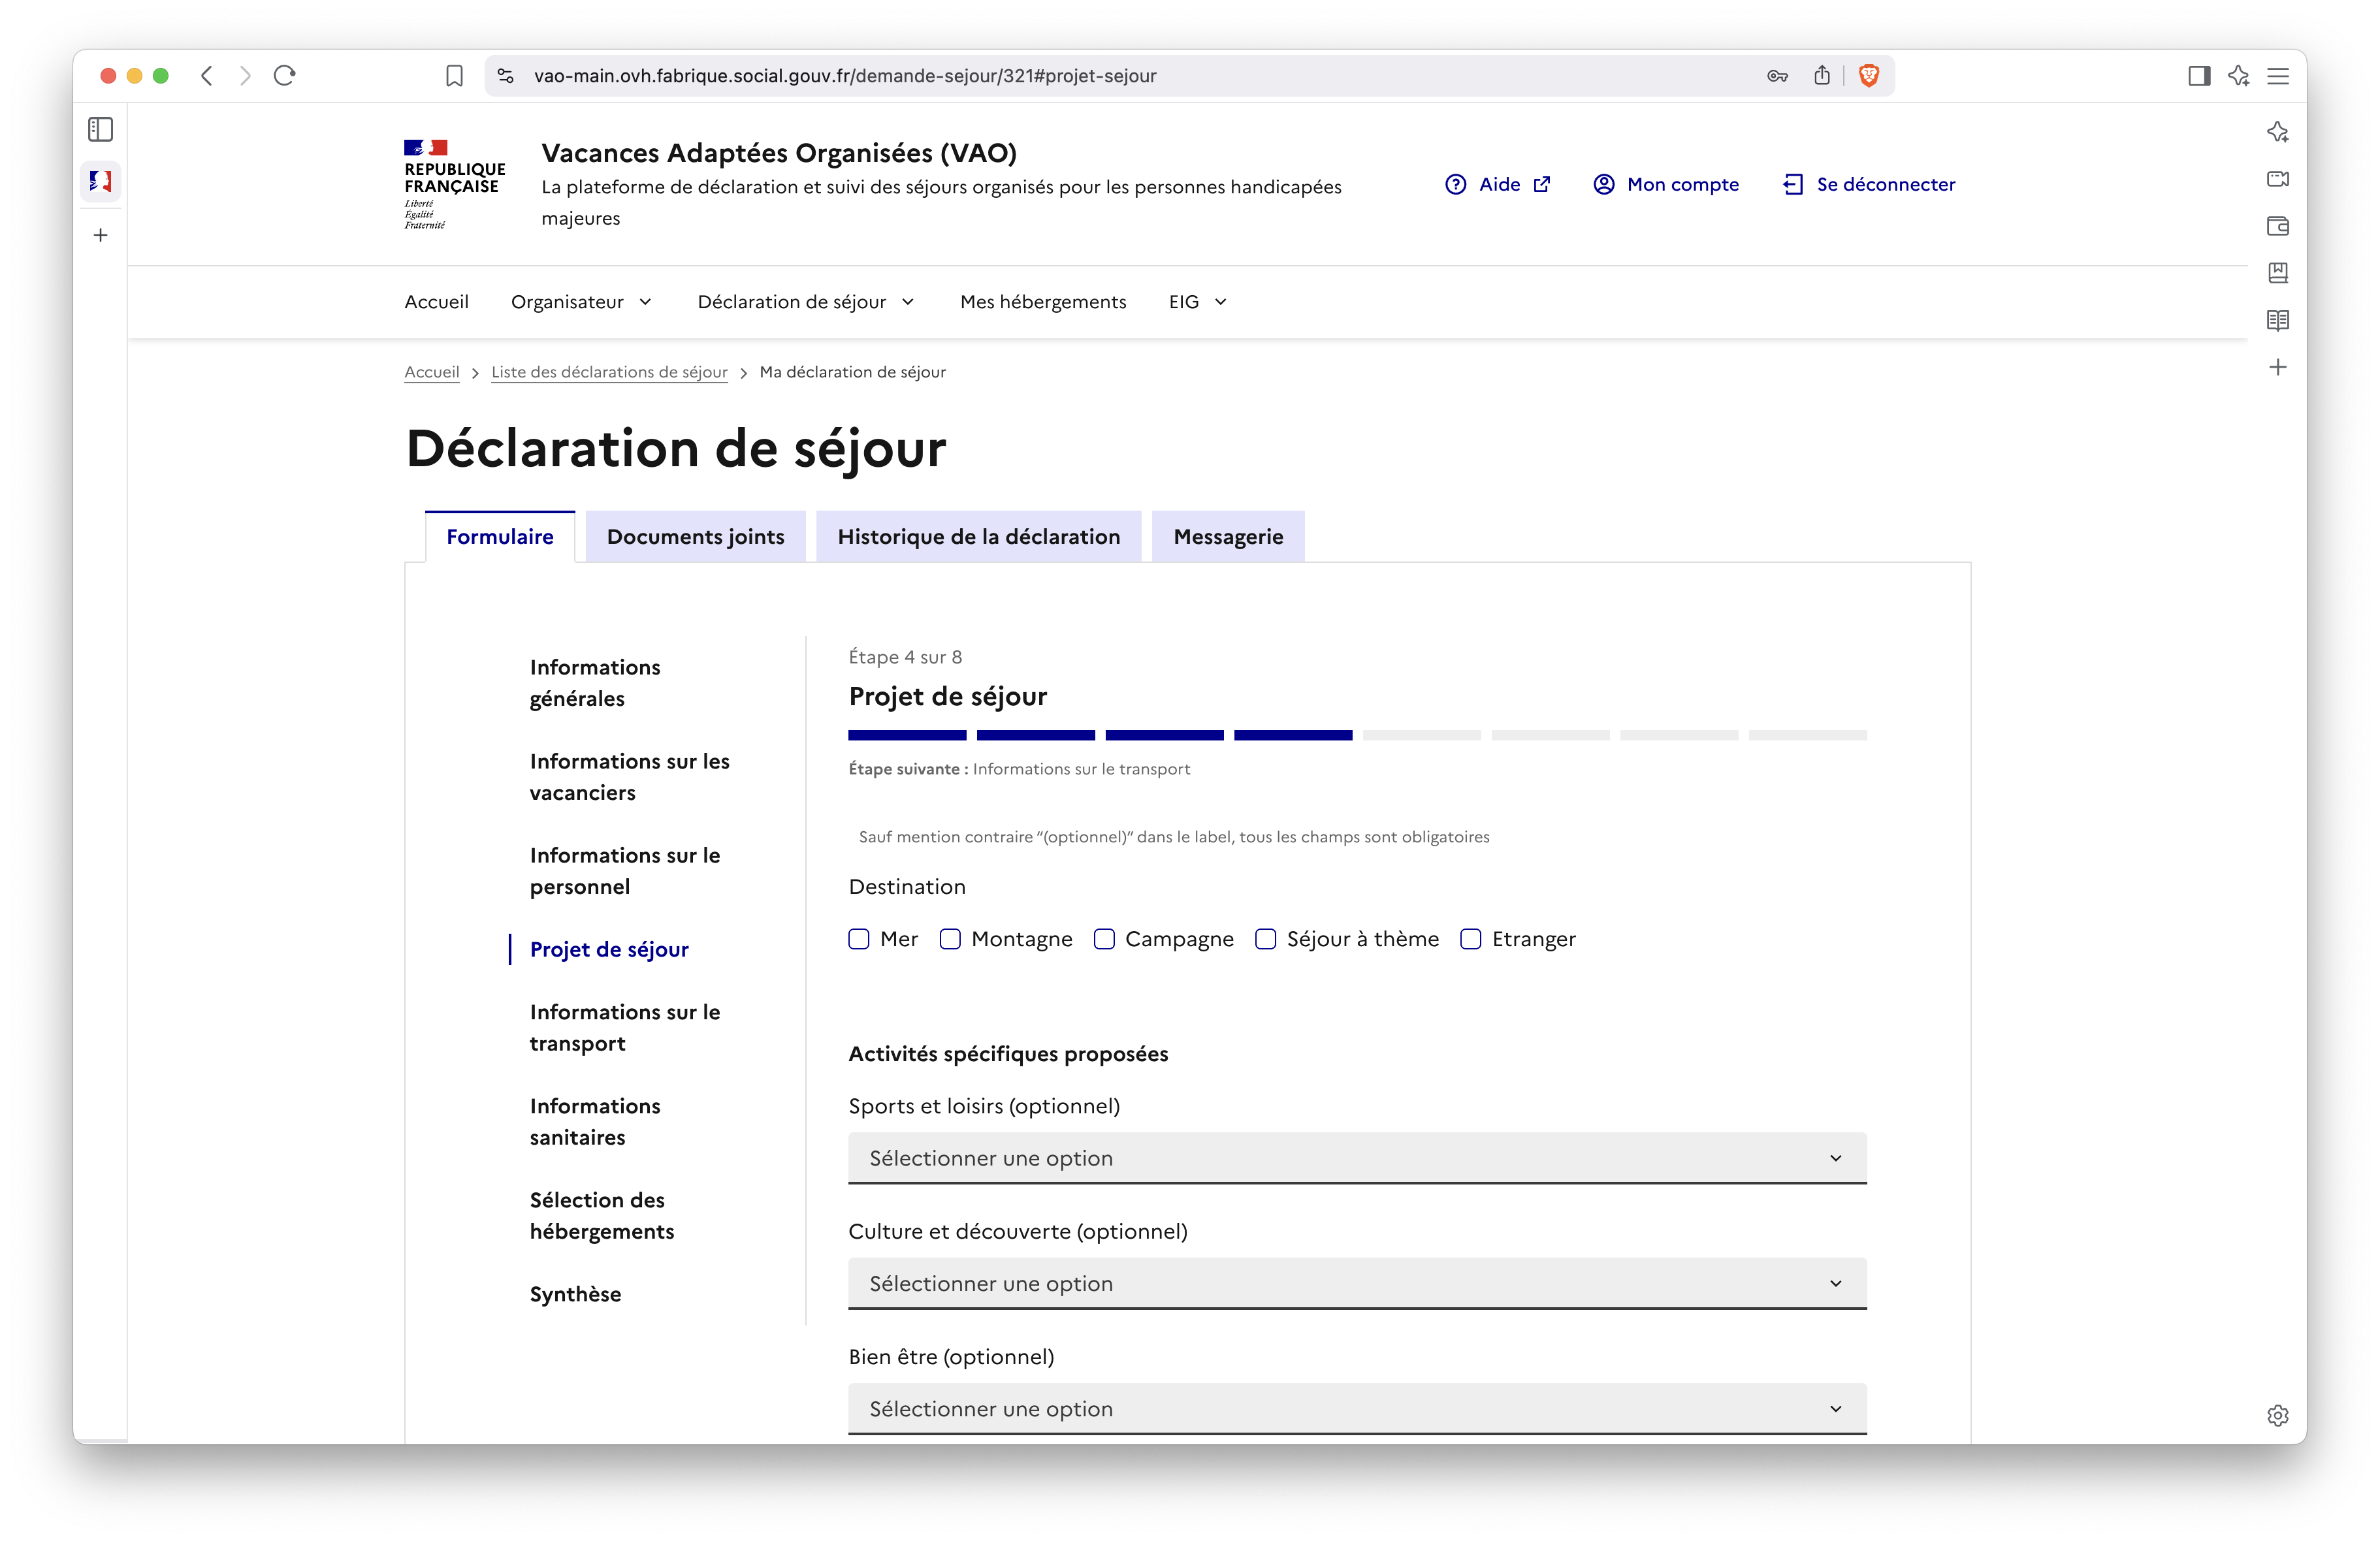 vao-main.ovh.fabrique.social.gouv.fr/demande-sejour/321#projet-sejour
REPUBLIQUE
FRANÇAISE
Liberté
Égalité
Fraternité
Vacances Adaptées Organisées (VAO)
La plateforme de déclaration et suivi des séjours organisés pour les personnes handicapées
majeures
Aide
Mon compte
Se déconnecter
Accueil
Organisateur
Déclaration de séjour
Mes hébergements
EIG
Accueil > Liste des déclarations de séjour > Ma déclaration de séjour
Déclaration de séjour
Formulaire
Documents joints
Historique de la déclaration
Messagerie
Informations
générales
Informations sur les
vacanciers
Informations sur le
personnel
Projet de séjour
Informations sur le
transport
Informations
sanitaires
Sélection des
hébergements
Synthèse
Étape 4 sur 8
Projet de séjour
Étape suivante : Informations sur le transport
Sauf mention contraire “(optionnel)” dans le label, tous les champs sont obligatoires
Destination
Mer
Montagne
Campagne
Séjour à thème
Etranger
Activités spécifiques proposées
Sports et loisirs (optionnel)
Sélectionner une option
Culture et découverte (optionnel)
Sélectionner une option
Bien être (optionnel)
Sélectionner une option